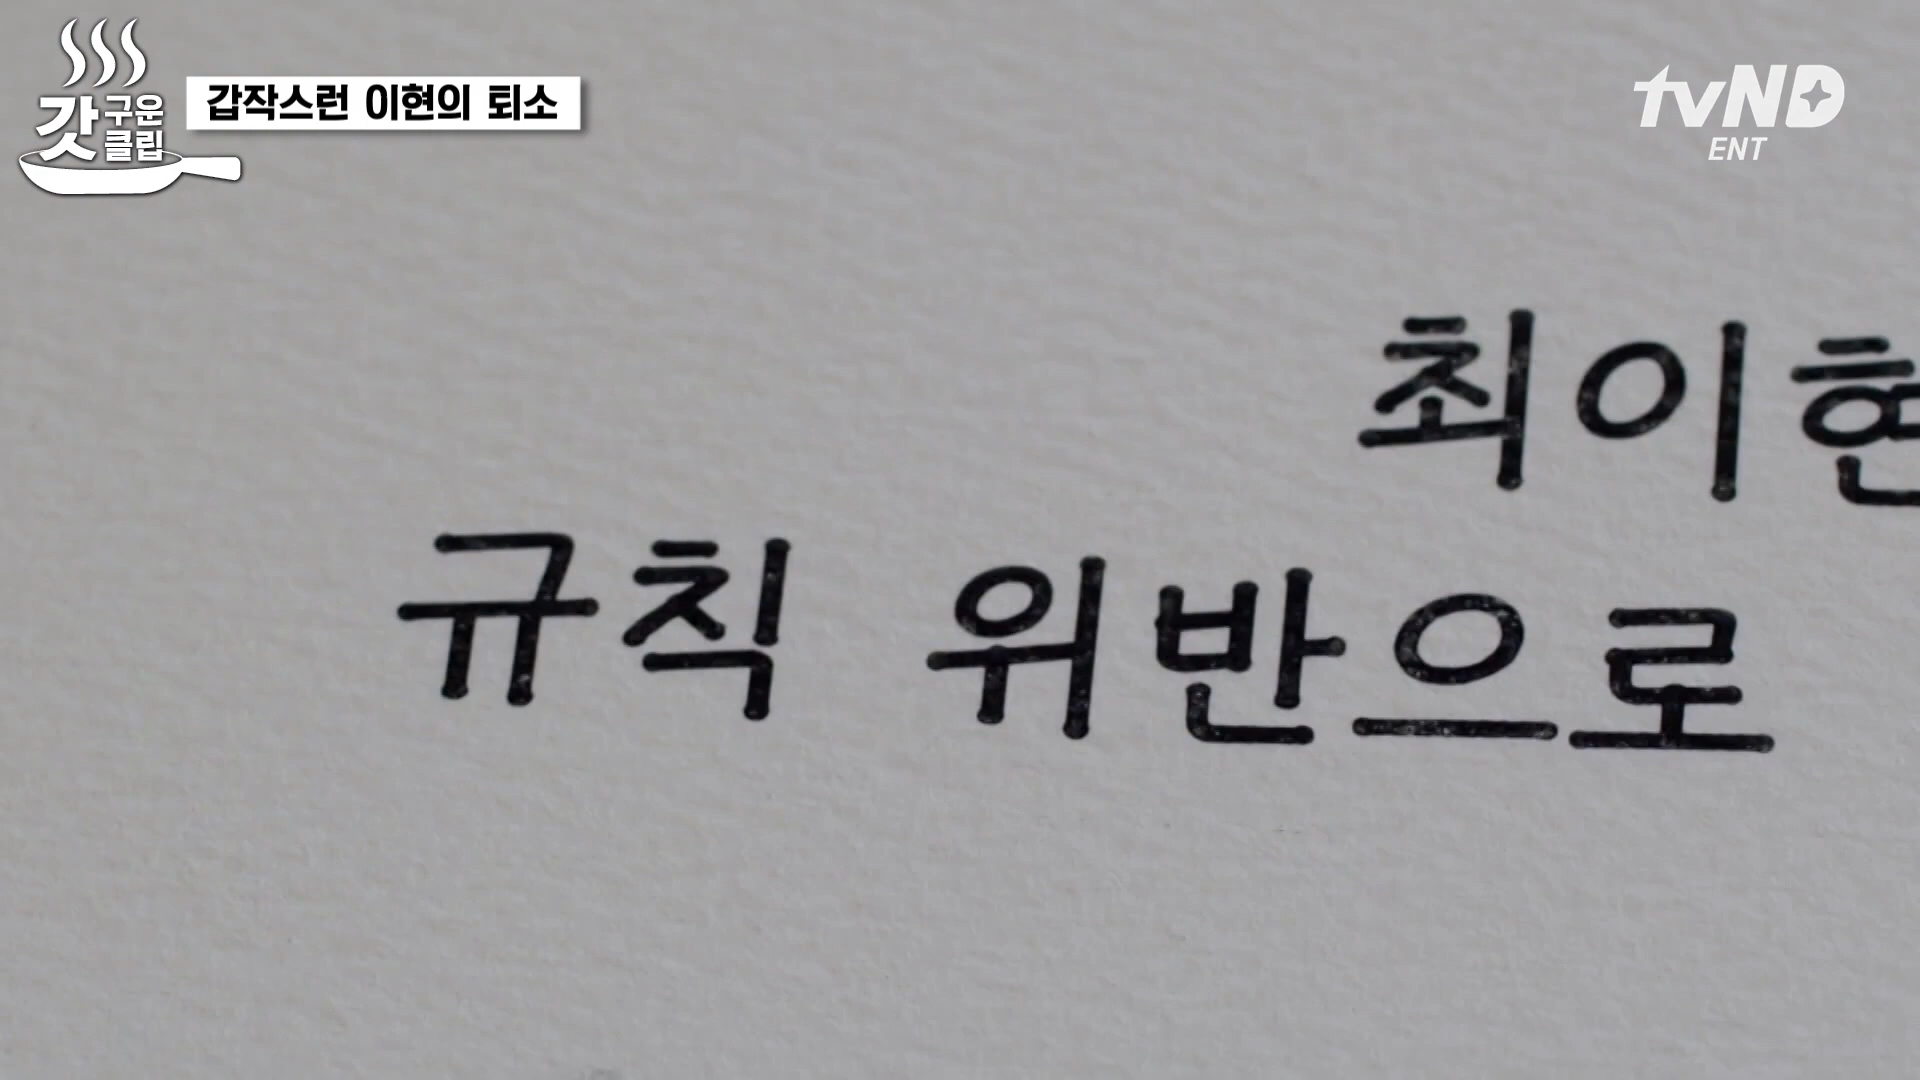 갓구운클립
갑작스런 이현의 퇴소
tvND
ENT
최이현
규칙 위반으로